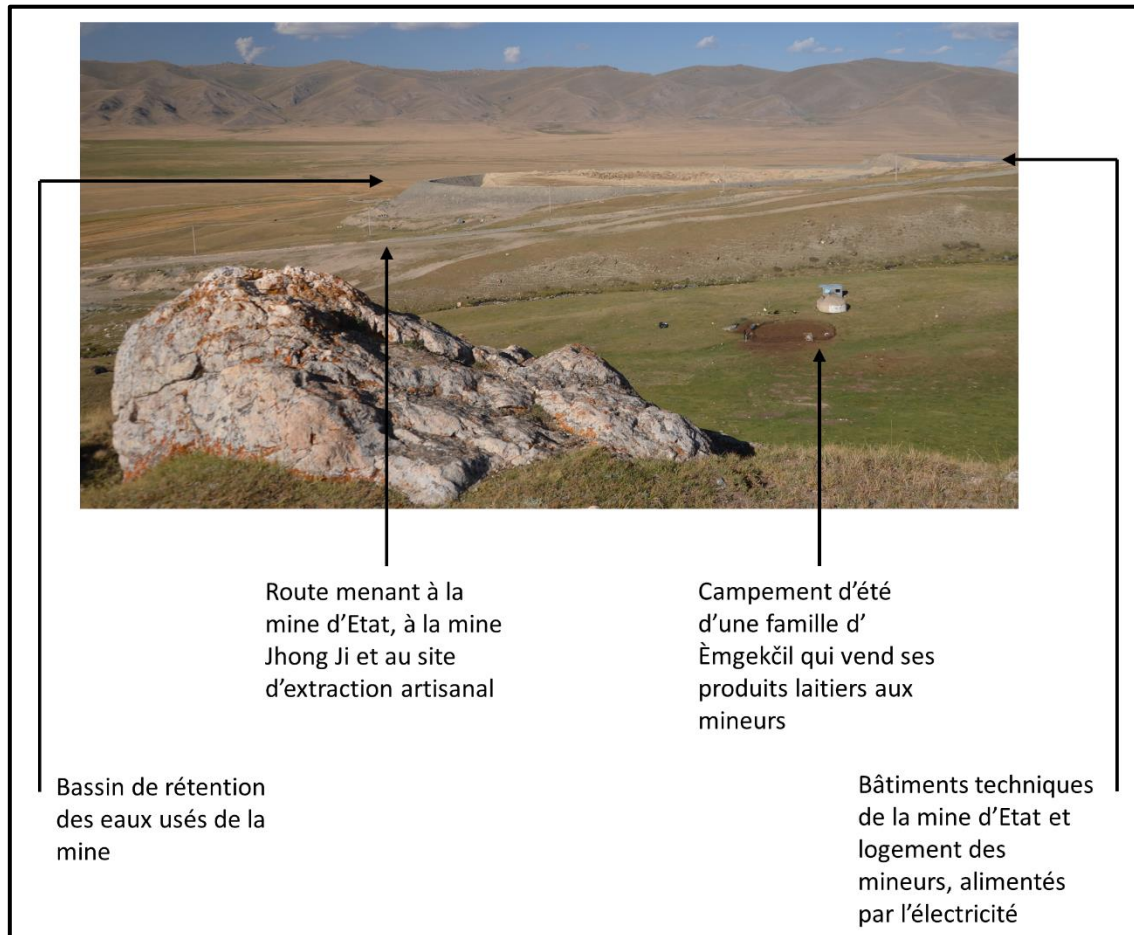 Route menant à la
mine d'Etat, à la mine
Jhong Ji et au site
d'extraction artisanal
Campement d'été
d'une famille d'
Èmgekčil qui vend ses
produits laitiers aux
mineurs
Bassin de rétention
des eaux usés de la
mine
Bâtiments techniques
de la mine d'Etat et
logement des
mineurs, alimentés
par l'électricité